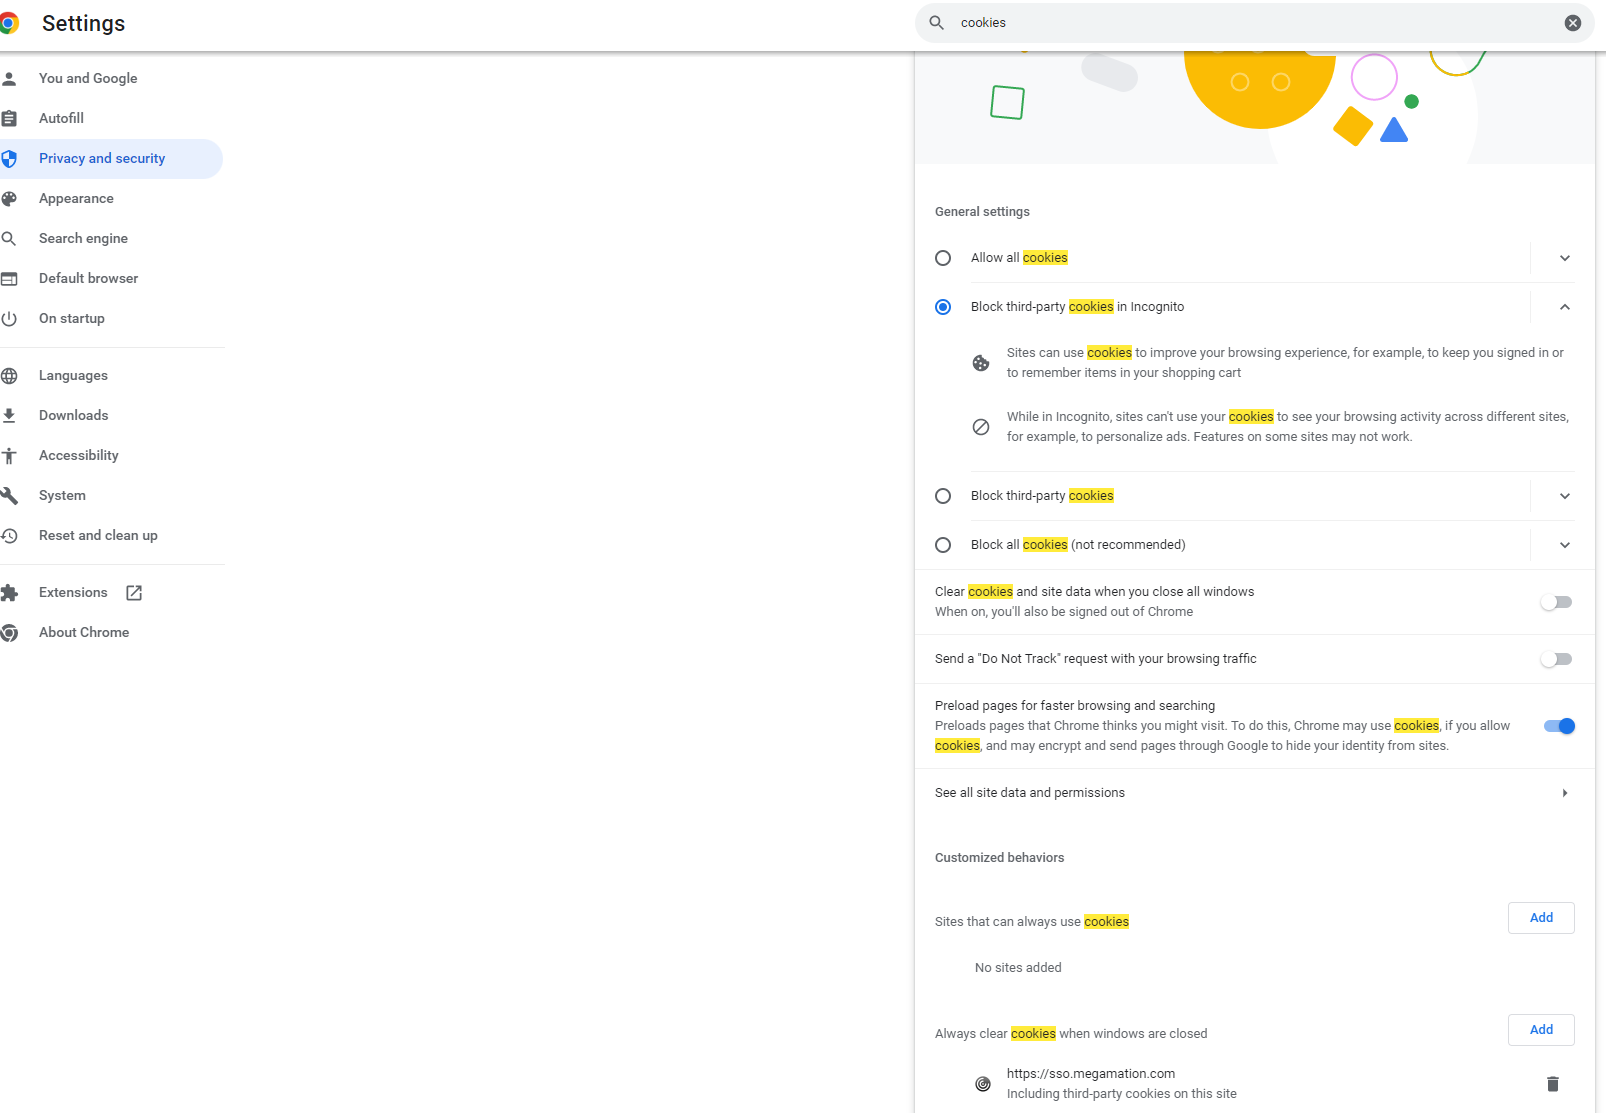 Settings
cookies
You and Google
Autofill
Privacy and security
Appearance
Search engine
Default browser
On startup
Languages
Downloads
Accessibility
System
Reset and clean up
Extensions
About Chrome
General settings
Allow all cookies
Block third-party cookies in Incognito
Sites can use cookies to improve your browsing experience, for example, to keep you signed in or
to remember items in your shopping cart
While in Incognito, sites can't use your cookies to see your browsing activity across different sites,
for example, to personalize ads. Features on some sites may not work.
Block third-party cookies
Block all cookies (not recommended)
Clear cookies and site data when you close all windows
When on, you'll also be signed out of Chrome
Send a "Do Not Track" request with your browsing traffic
Preload pages for faster browsing and searching
Preloads pages that Chrome thinks you might visit. To do this, Chrome may use cookies, if you allow
cookies, and may encrypt and send pages through Google to hide your identity from sites.
See all site data and permissions
Customized behaviors
Sites that can always use cookies
Add
No sites added
Always clear cookies when windows are closed
Add
https://sso.megamation.com
Including third-party cookies on this site